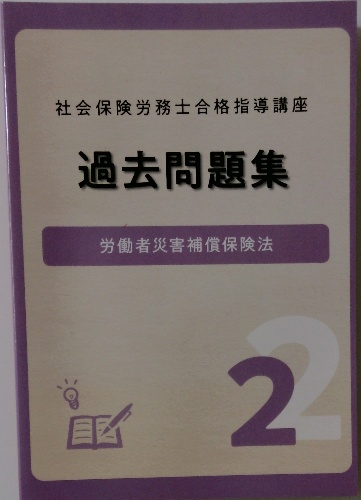 社会保険労務士合格指導講座
過去問題集
労働者災害補償保険法
2
2